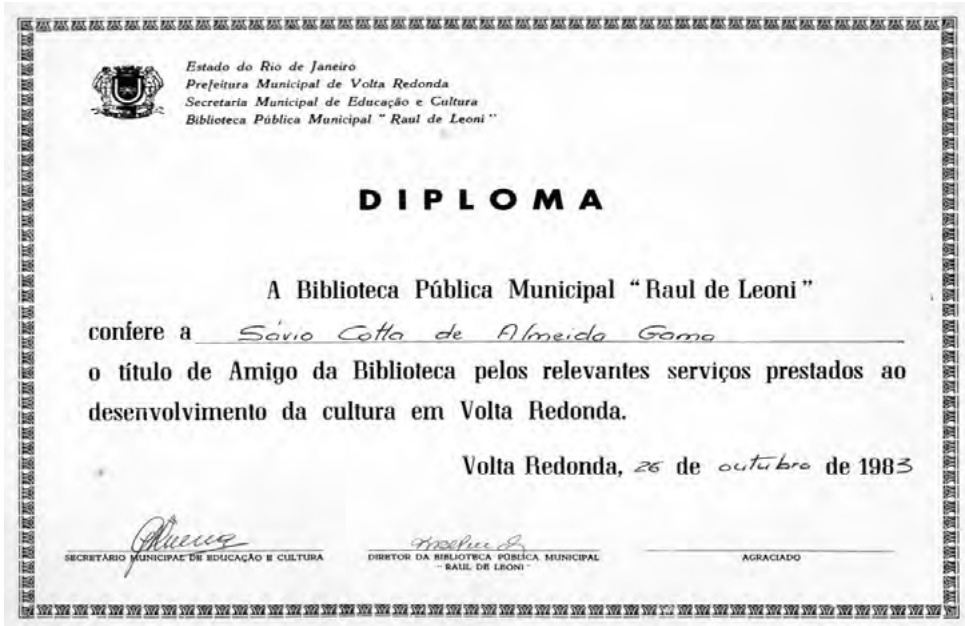 Estado do Rio de Janeiro
Prefeitura Municipal de Volta Redonda
Secretaria Municipal de Educação e Cultura
Biblioteca Pública Municipal " Raul de Leoni "
DIPLOMA
A Biblioteca Pública Municipal "Raul de Leoni"
confere a Sávio Cotta de Almeida Gama
o título de Amigo da Biblioteca pelos relevantes serviços prestados ao
desenvolvimento da cultura em Volta Redonda.
Volta Redonda, 26 de outubro de 1983
SECRETÁRIO MUNICIPAL DE EDUCAÇÃO E CULTURA
DIRETOR DA BIBLIOTECA PÚBLICA MUNICIPAL
- RAUL DE LEONI -
AGRACIADO